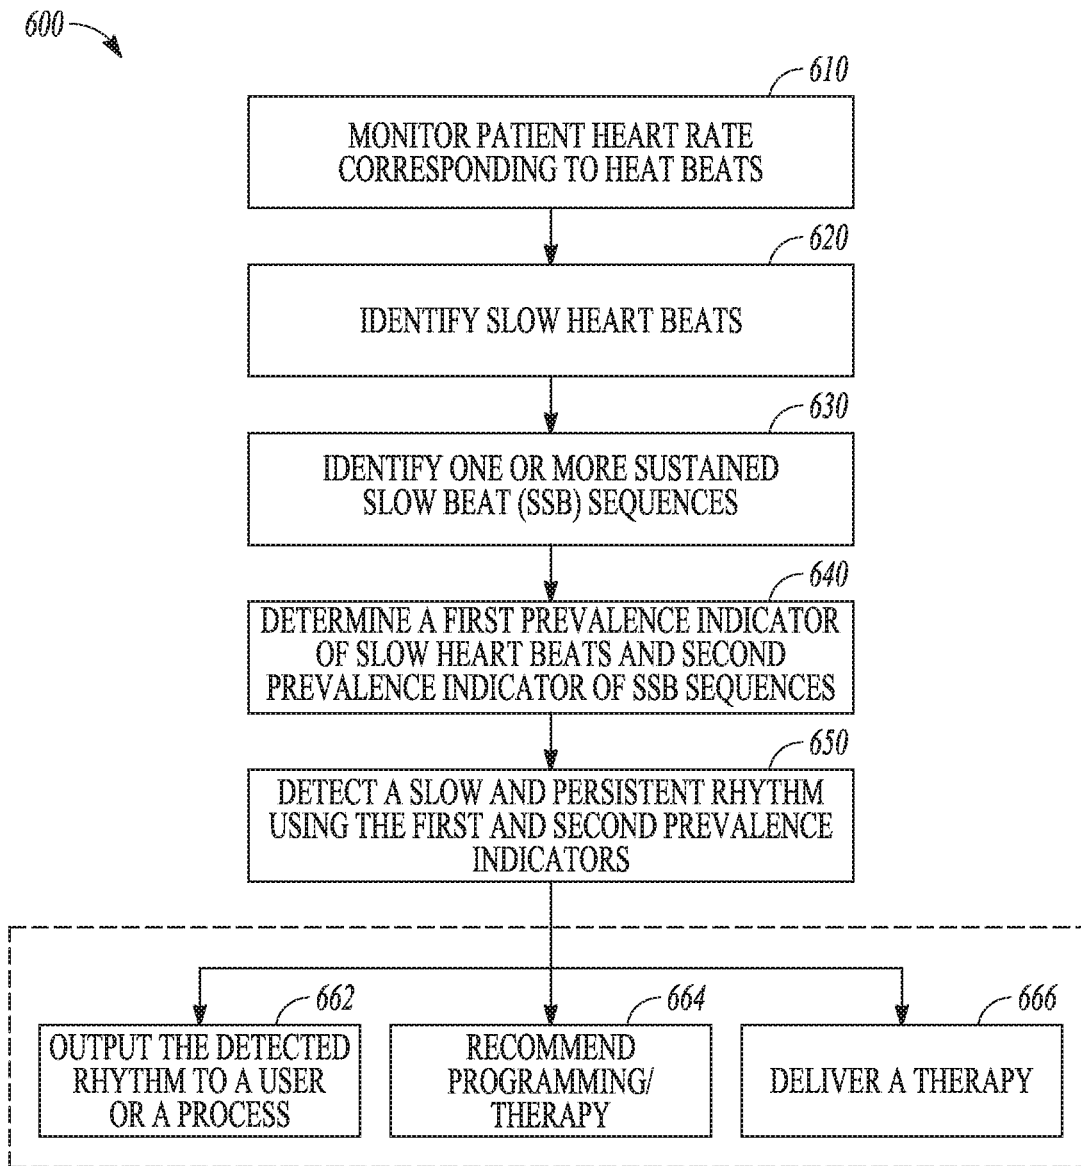 600
610
MONITOR PATIENT HEART RATE
CORRESPONDING TO HEAT BEATS
620
IDENTIFY SLOW HEART BEATS
630
IDENTIFY ONE OR MORE SUSTAINED
SLOW BEAT (SSB) SEQUENCES
640
DETERMINE A FIRST PREVALENCE INDICATOR
OF SLOW HEART BEATS AND SECOND
PREVALENCE INDICATOR OF SSB SEQUENCES
650
DETECT A SLOW AND PERSISTENT RHYTHM
USING THE FIRST AND SECOND PREVALENCE
INDICATORS
662
OUTPUT THE DETECTED
RHYTHM TO A USER
OR A PROCESS
664
RECOMMEND
PROGRAMMING/
THERAPY
666
DELIVER A THERAPY